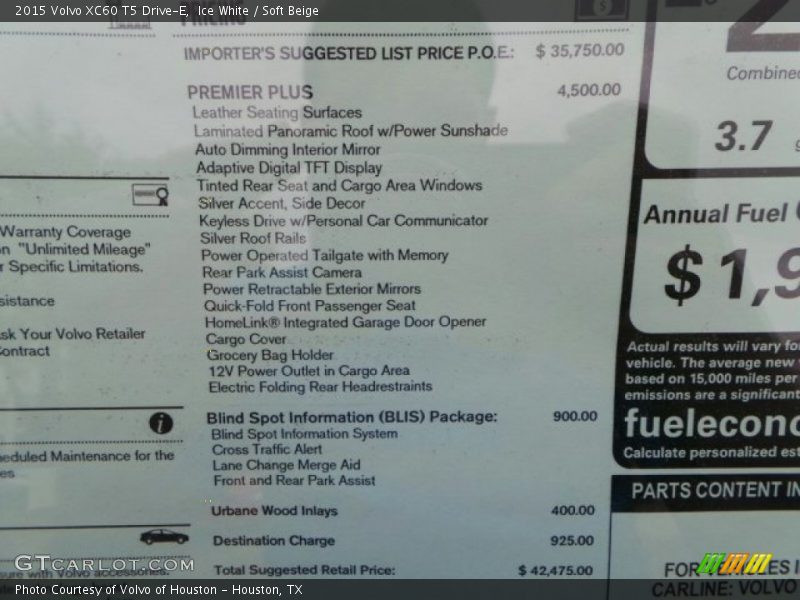 2015 Volvo XC60 T5 Drive-E, Ice White / Soft Beige
PRICING
IMPORTER'S SUGGESTED LIST PRICE P.O.E.: $ 35,750.00
PREMIER PLUS 4,500.00
Leather Seating Surfaces
Laminated Panoramic Roof w/Power Sunshade
Auto Dimming Interior Mirror
Adaptive Digital TFT Display
Tinted Rear Seat and Cargo Area Windows
Silver Accent, Side Decor
Keyless Drive w/Personal Car Communicator
Silver Roof Rails
Power Operated Tailgate with Memory
Rear Park Assist Camera
Power Retractable Exterior Mirrors
Quick-Fold Front Passenger Seat
HomeLink® Integrated Garage Door Opener
Cargo Cover
Grocery Bag Holder
12V Power Outlet in Cargo Area
Electric Folding Rear Headrestraints
Blind Spot Information (BLIS) Package: 900.00
Blind Spot Information System
Cross Traffic Alert
Lane Change Merge Aid
Front and Rear Park Assist
Urbane Wood Inlays 400.00
Destination Charge 925.00
Total Suggested Retail Price: $ 42,475.00
Warranty Coverage
"Unlimited Mileage"
Specific Limitations.
sistance
sk Your Volvo Retailer
ontract
i
eduled Maintenance for the
es
sure with Volvo accessories.
Combined
3.7
Annual Fuel
$1,9
Actual results will vary for
vehicle. The average new
based on 15,000 miles per
emissions are a significant
fuelecono
Calculate personalized est
PARTS CONTENT IN
FOR VEHICLES I
CARLINE: VOLVO
GTCARLOT.COM
Photo Courtesy of Volvo of Houston - Houston, TX